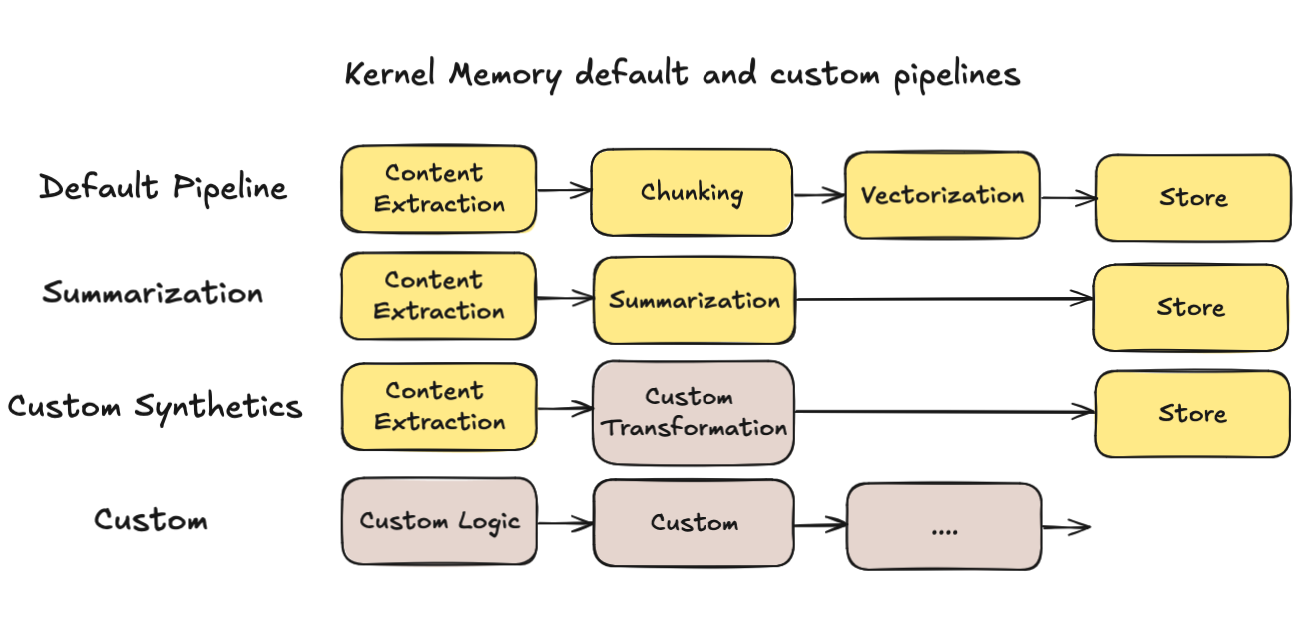 Kernel Memory default and custom pipelines
Default Pipeline
Content
Extraction
Chunking
Vectorization
Store
Summarization
Content
Extraction
Summarization
Store
Custom Synthetics
Content
Extraction
Custom
Transformation
Store
Custom
Custom Logic
Custom
....